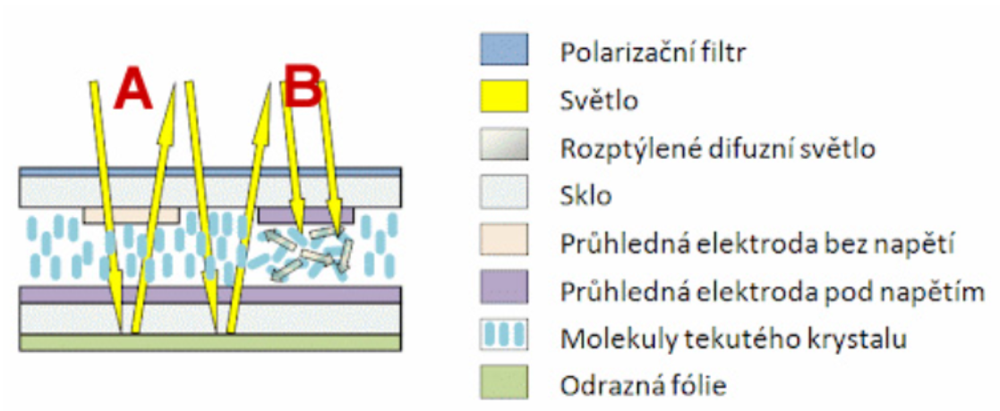 A
B
Polarizační filtr
Světlo
Rozptýlené difuzní světlo
Sklo
Průhledná elektroda bez napětí
Průhledná elektroda pod napětím
Molekuly tekutého krystalu
Odrazná fólie